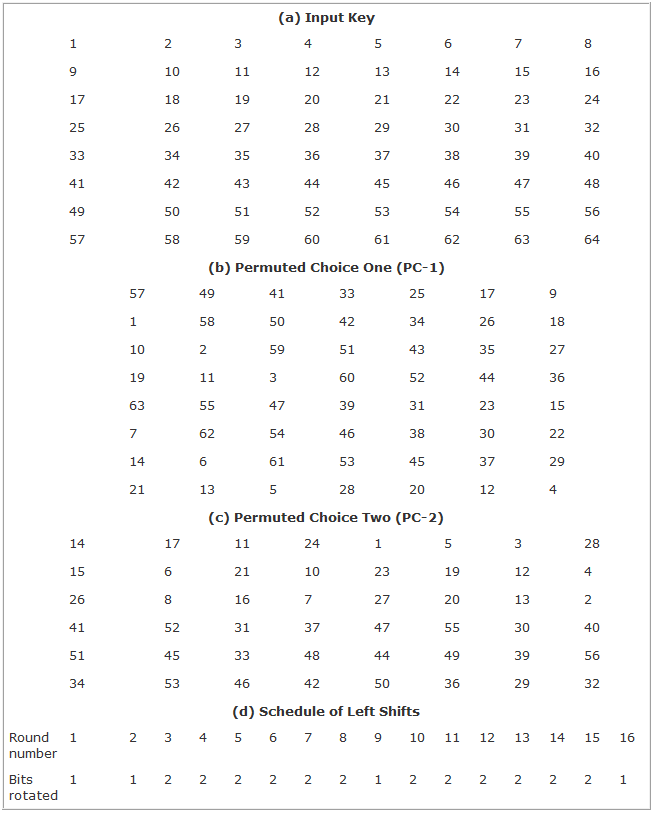 (a) Input Key
1 2 3 4 5 6 7 8
9 10 11 12 13 14 15 16
17 18 19 20 21 22 23 24
25 26 27 28 29 30 31 32
33 34 35 36 37 38 39 40
41 42 43 44 45 46 47 48
49 50 51 52 53 54 55 56
57 58 59 60 61 62 63 64
(b) Permuted Choice One (PC-1)
57 49 41 33 25 17 9
1 58 50 42 34 26 18
10 2 59 51 43 35 27
19 11 3 60 52 44 36
63 55 47 39 31 23 15
7 62 54 46 38 30 22
14 6 61 53 45 37 29
21 13 5 28 20 12 4
(c) Permuted Choice Two (PC-2)
14 17 11 24 1 5 3 28
15 6 21 10 23 19 12 4
26 8 16 7 27 20 13 2
41 52 31 37 47 55 30 40
51 45 33 48 44 49 39 56
34 53 46 42 50 36 29 32
(d) Schedule of Left Shifts
Round 1 2 3 4 5 6 7 8 9 10 11 12 13 14 15 16
number
Bits 1 1 2 2 2 2 2 2 1 2 2 2 2 2 2 1
rotated